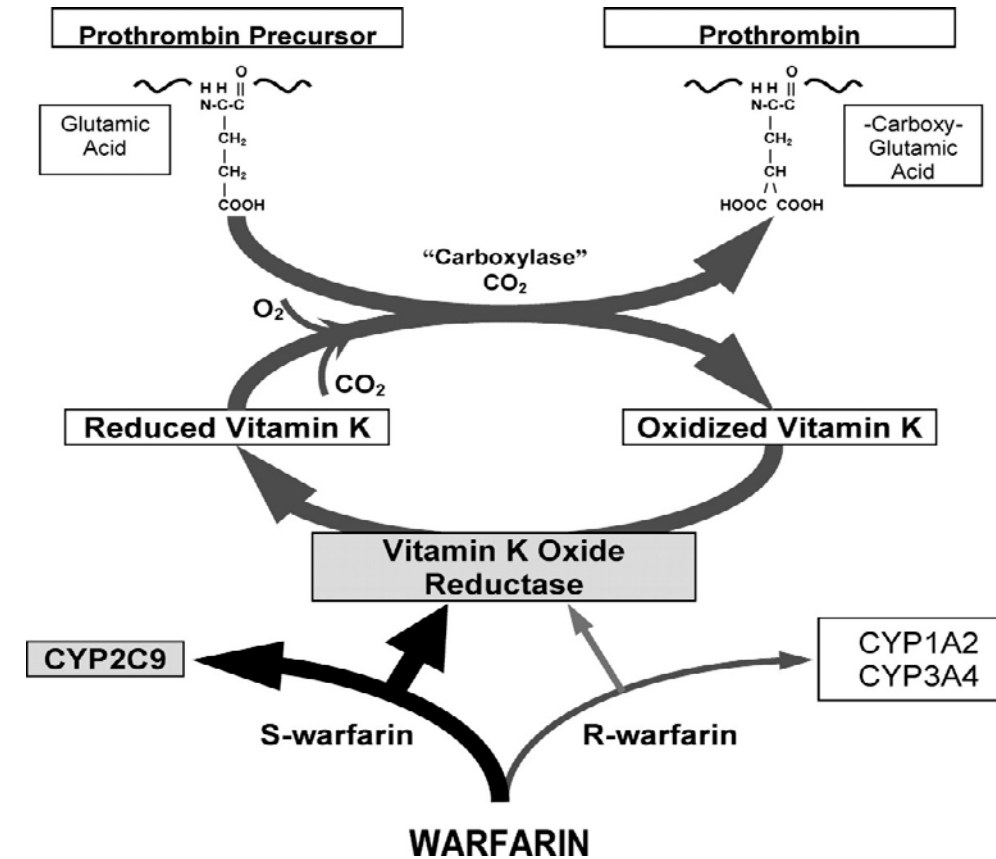 Prothrombin Precursor
Prothrombin
O
H H ||
N-C-C
|
CH₂
|
CH₂
|
COOH
Glutamic
Acid
O
H H ||
N-C-C
|
CH₂
|
CH
/ \
HOOC COOH
-Carboxy-
Glutamic
Acid
“Carboxylase”
CO₂
O₂
CO₂
Reduced Vitamin K
Oxidized Vitamin K
Vitamin K Oxide
Reductase
CYP2C9
CYP1A2
CYP3A4
S-warfarin
R-warfarin
WARFARIN